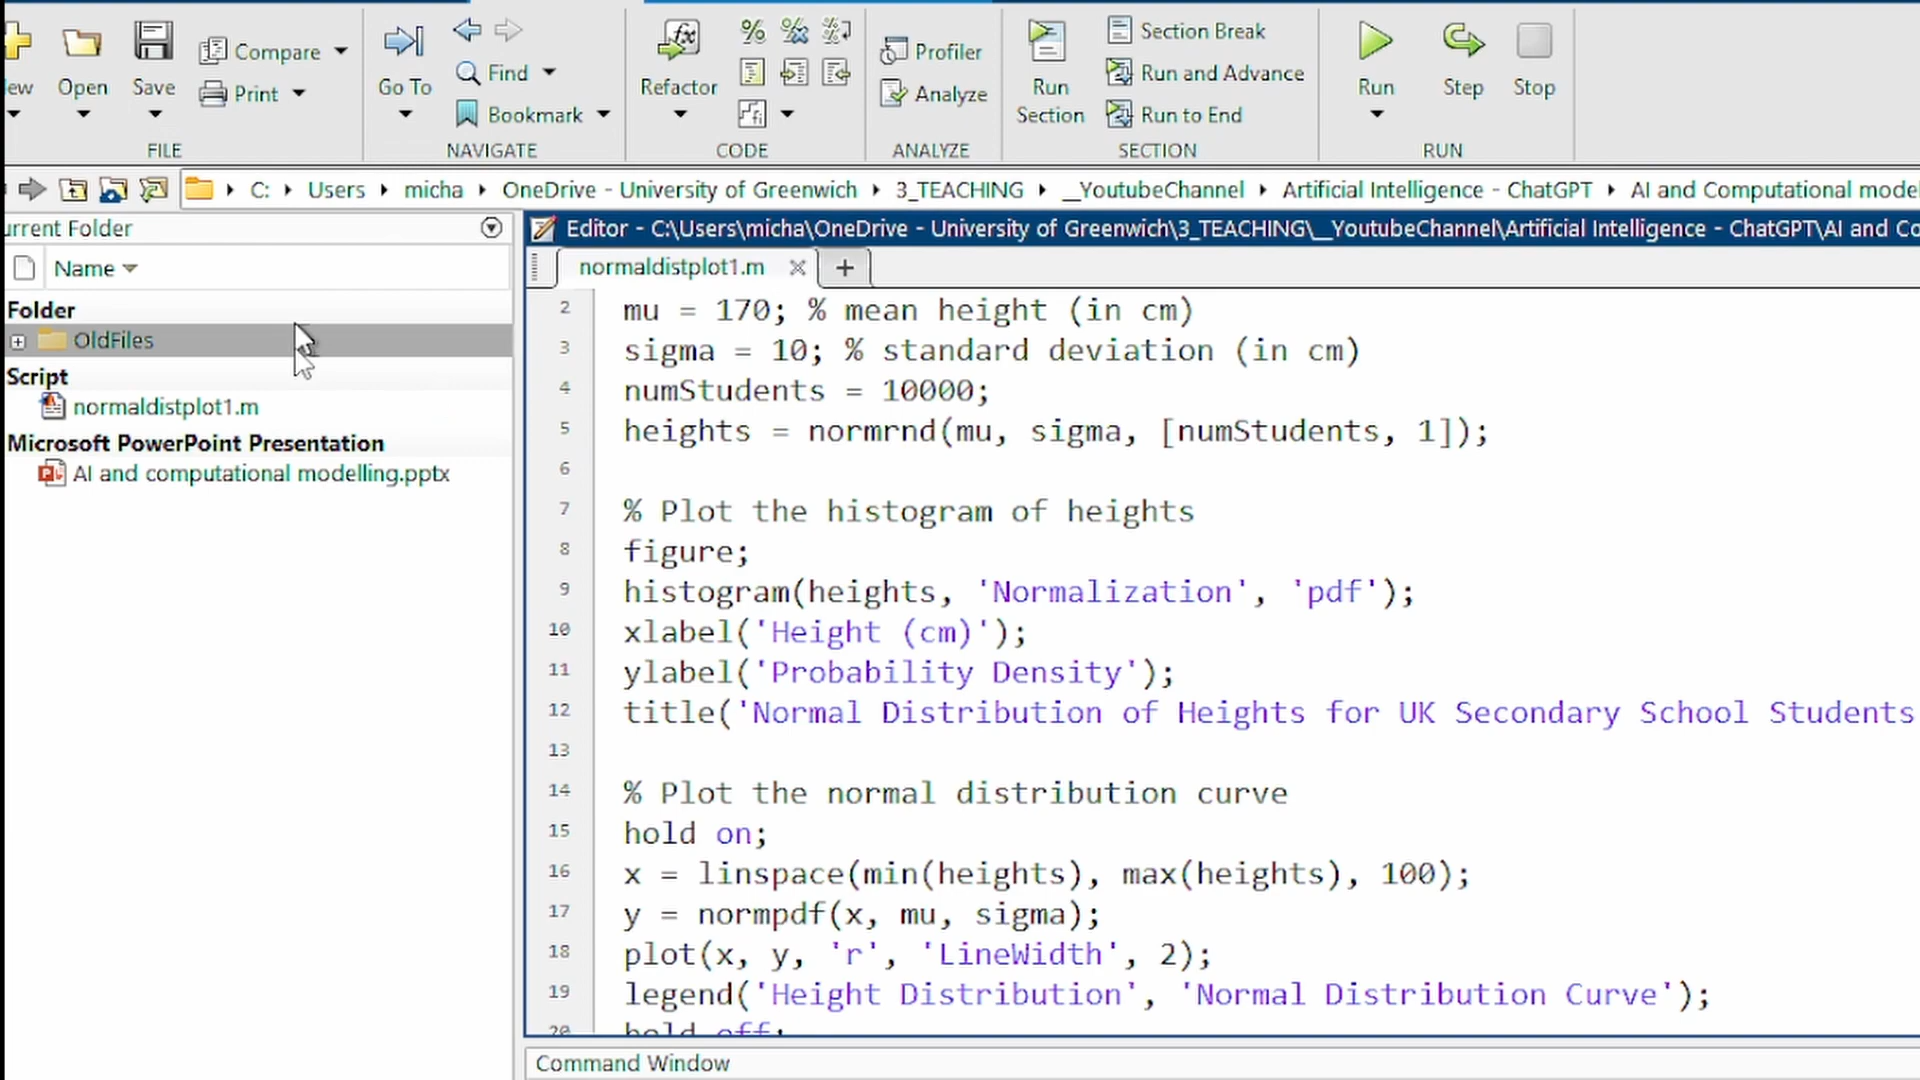 ew Open Save Compare Print Go To Find Bookmark Refactor Profiler Analyze Run Section Section Break Run and Advance Run to End Run Step Stop
FILE NAVIGATE CODE ANALYZE SECTION RUN
C: Users micha OneDrive - University of Greenwich 3_TEACHING __YoutubeChannel Artificial Intelligence - ChatGPT AI and Computational mode
urrent Folder
Name
Folder
OldFiles
Script
normaldistplot1.m
Microsoft PowerPoint Presentation
AI and computational modelling.pptx
Editor - C:\Users\micha\OneDrive - University of Greenwich\3_TEACHING\__YoutubeChannel\Artificial Intelligence - ChatGPT\AI and Co
normaldistplot1.m
2 mu = 170; % mean height (in cm)
3 sigma = 10; % standard deviation (in cm)
4 numStudents = 10000;
5 heights = normrnd(mu, sigma, [numStudents, 1]);
6
7 % Plot the histogram of heights
8 figure;
9 histogram(heights, 'Normalization', 'pdf');
10 xlabel('Height (cm)');
11 ylabel('Probability Density');
12 title('Normal Distribution of Heights for UK Secondary School Students
13
14 % Plot the normal distribution curve
15 hold on;
16 x = linspace(min(heights), max(heights), 100);
17 y = normpdf(x, mu, sigma);
18 plot(x, y, 'r', 'LineWidth', 2);
19 legend('Height Distribution', 'Normal Distribution Curve');
20 hold off;
Command Window